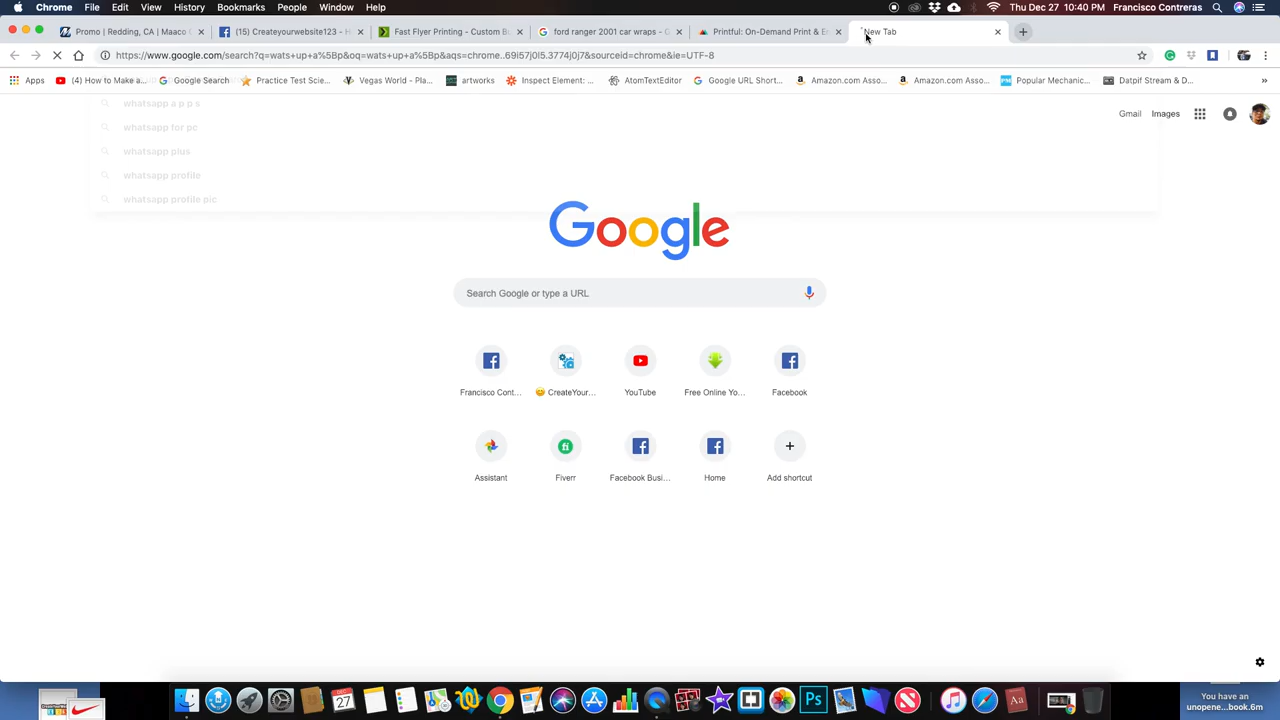 Chrome File Edit View History Bookmarks People Window Help
Thu Dec 27 10:40 PM Francisco Contreras
Promo | Redding, CA | Maaco C
(15) Createyourwebsite123 - H
Fast Flyer Printing - Custom Bu
ford ranger 2001 car wraps - G
Printful: On-Demand Print & E
New Tab
https://www.google.com/search?q=wats+up+a%5Bp&oq=wats+up+a%5Bp&aqs=chrome..69i57j0l5.3774j0j7&sourceid=chrome&ie=UTF-8
Apps
(4) How to Make a...
Google Search
Practice Test Scie...
Vegas World - Pla...
artworks
Inspect Element: ...
AtomTextEditor
Google URL Short...
Amazon.com Asso...
Amazon.com Asso...
Popular Mechanic...
Datpif Stream & D...
»
whatsapp a p p s
whatsapp for pc
whatsapp plus
whatsapp profile
whatsapp profile pic
Gmail Images
Google
Search Google or type a URL
Francisco Cont...
CreateYour...
YouTube
Free Online Yo...
Facebook
Assistant
Fiverr
Facebook Busi...
Home
Add shortcut
27
Ps
You have an
unopene...book.6m